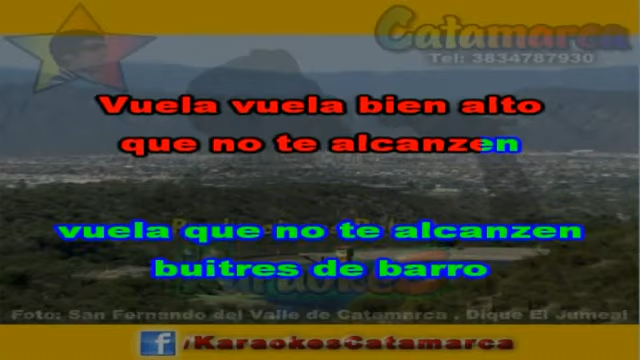 Catamarca
Tel: 3834787930
Vuela vuela bien alto
que no te alcanzen
vuela que no te alcanzen
buitres de barro
Karaokes
Foto: San Fernando del Valle de Catamarca . Dique El Jumeal
f /KaraokesCatamarca